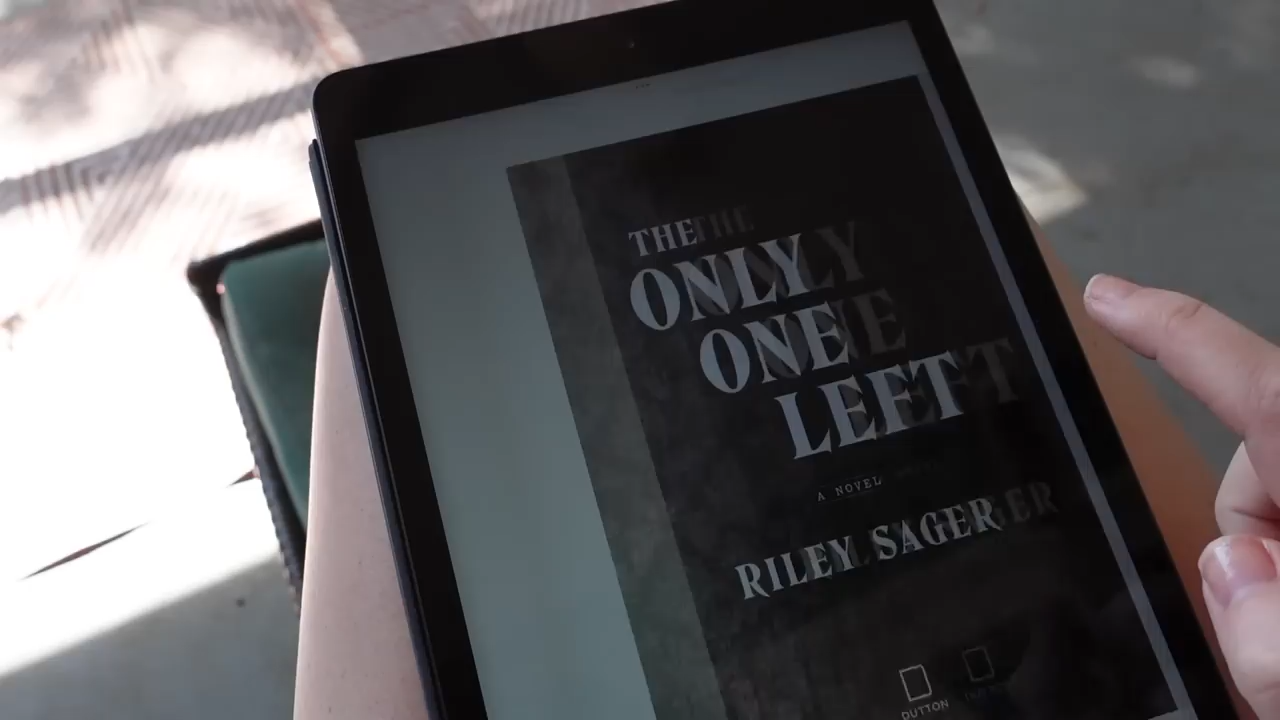 THE
ONLY
ONE
LEFT
A NOVEL
RILEY SAGER
DUTTON